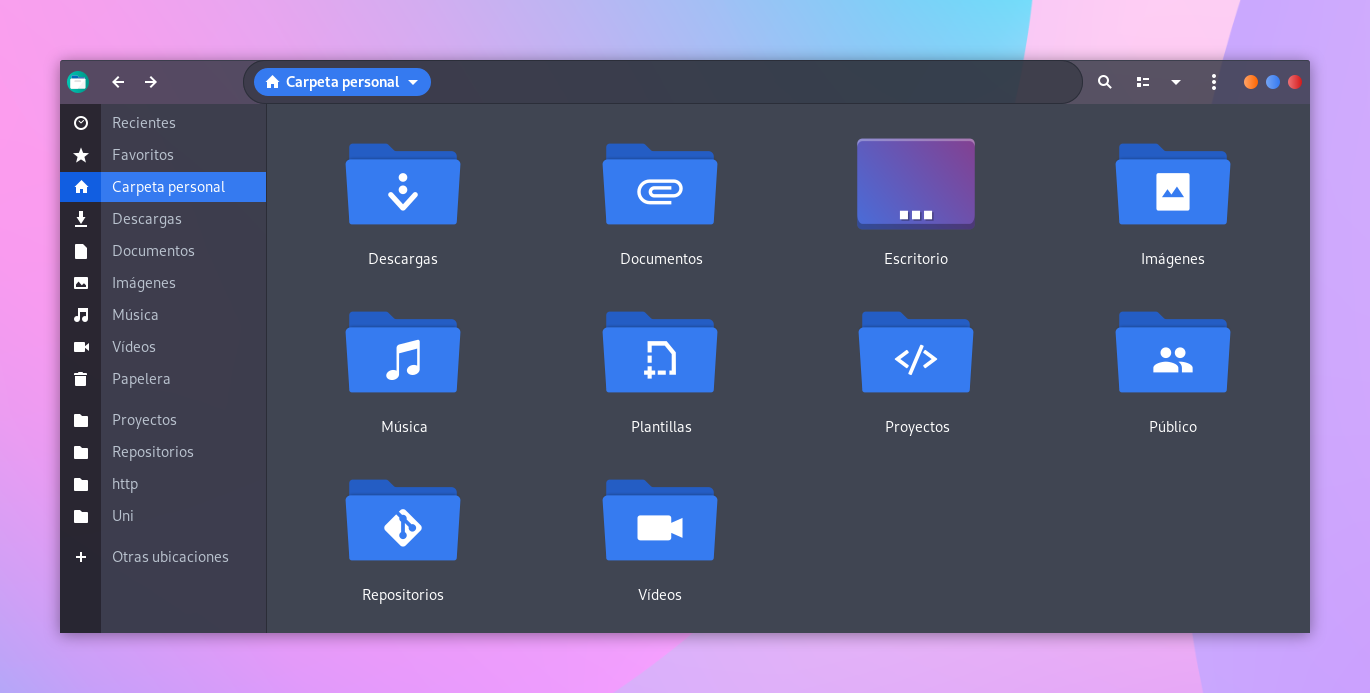 Carpeta personal
Recientes
Favoritos
Carpeta personal
Descargas
Documentos
Imágenes
Música
Vídeos
Papelera
Proyectos
Repositorios
http
Uni
Otras ubicaciones
Descargas
Documentos
Escritorio
Imágenes
Música
Plantillas
Proyectos
Público
Repositorios
Vídeos